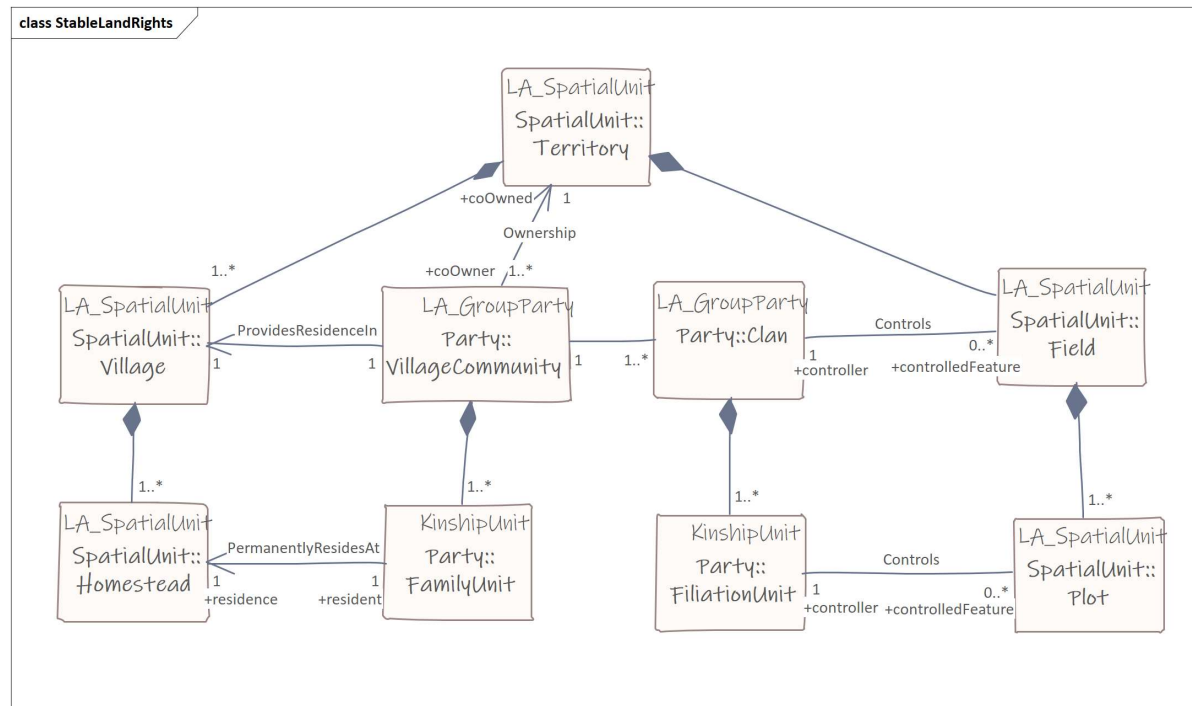 class StableLandRights
LA_SpatialUnit
SpatialUnit::
Territory
+coOwned
1
Ownership
+coOwner
1..*
1..*
LA_SpatialUnit
SpatialUnit::
Village
ProvidesResidenceIn
1
1
LA_GroupParty
Party::
VillageCommunity
1
1..*
LA_GroupParty
Party::Clan
Controls
1
+controller
0..*
+controlledFeature
LA_SpatialUnit
SpatialUnit::
Field
1..*
1..*
1..*
1..*
LA_SpatialUnit
SpatialUnit::
Homestead
PermanentlyResidesAt
1
+residence
1
+resident
KinshipUnit
Party::
FamilyUnit
KinshipUnit
Party::
FiliationUnit
Controls
1
+controller
0..*
+controlledFeature
LA_SpatialUnit
SpatialUnit::
Plot